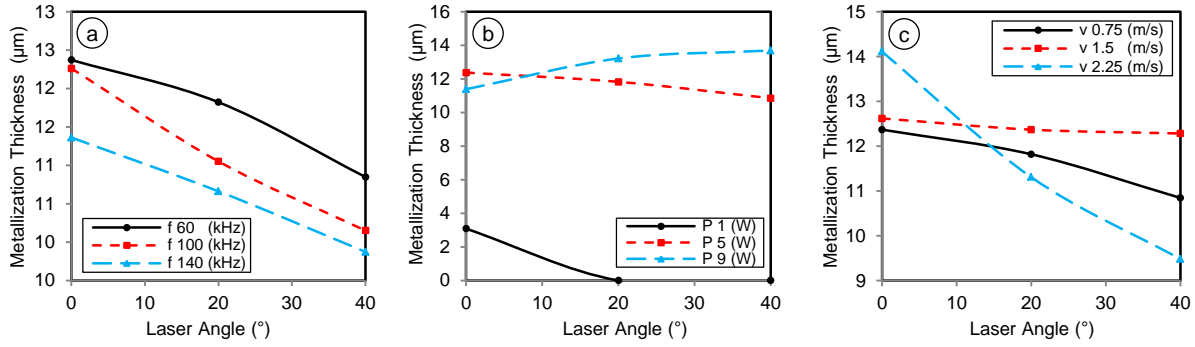 a
Metallization Thickness (µm)
13
13
12
12
11
11
10
10
0
10
20
30
40
Laser Angle (°)
f 60 (kHz)
f 100 (kHz)
f 140 (kHz)
b
Metallization Thickness (µm)
16
14
12
10
8
6
4
2
0
0
10
20
30
40
Laser Angle (°)
P 1 (W)
P 5 (W)
P 9 (W)
c
Metallization Thickness (µm)
15
14
13
12
11
10
9
0
10
20
30
40
Laser Angle (°)
v 0.75 (m/s)
v 1.5 (m/s)
v 2.25 (m/s)